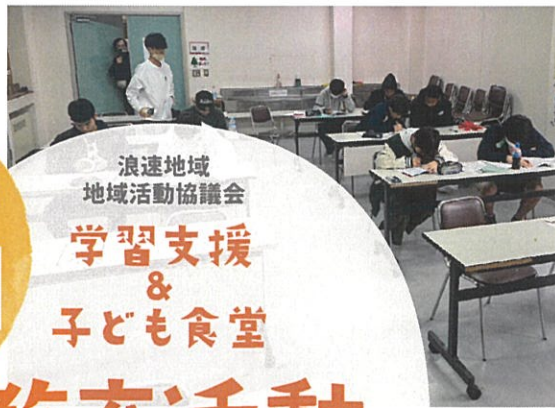 浪速地域
地域活動協議会
学習支援
&
子ども食堂